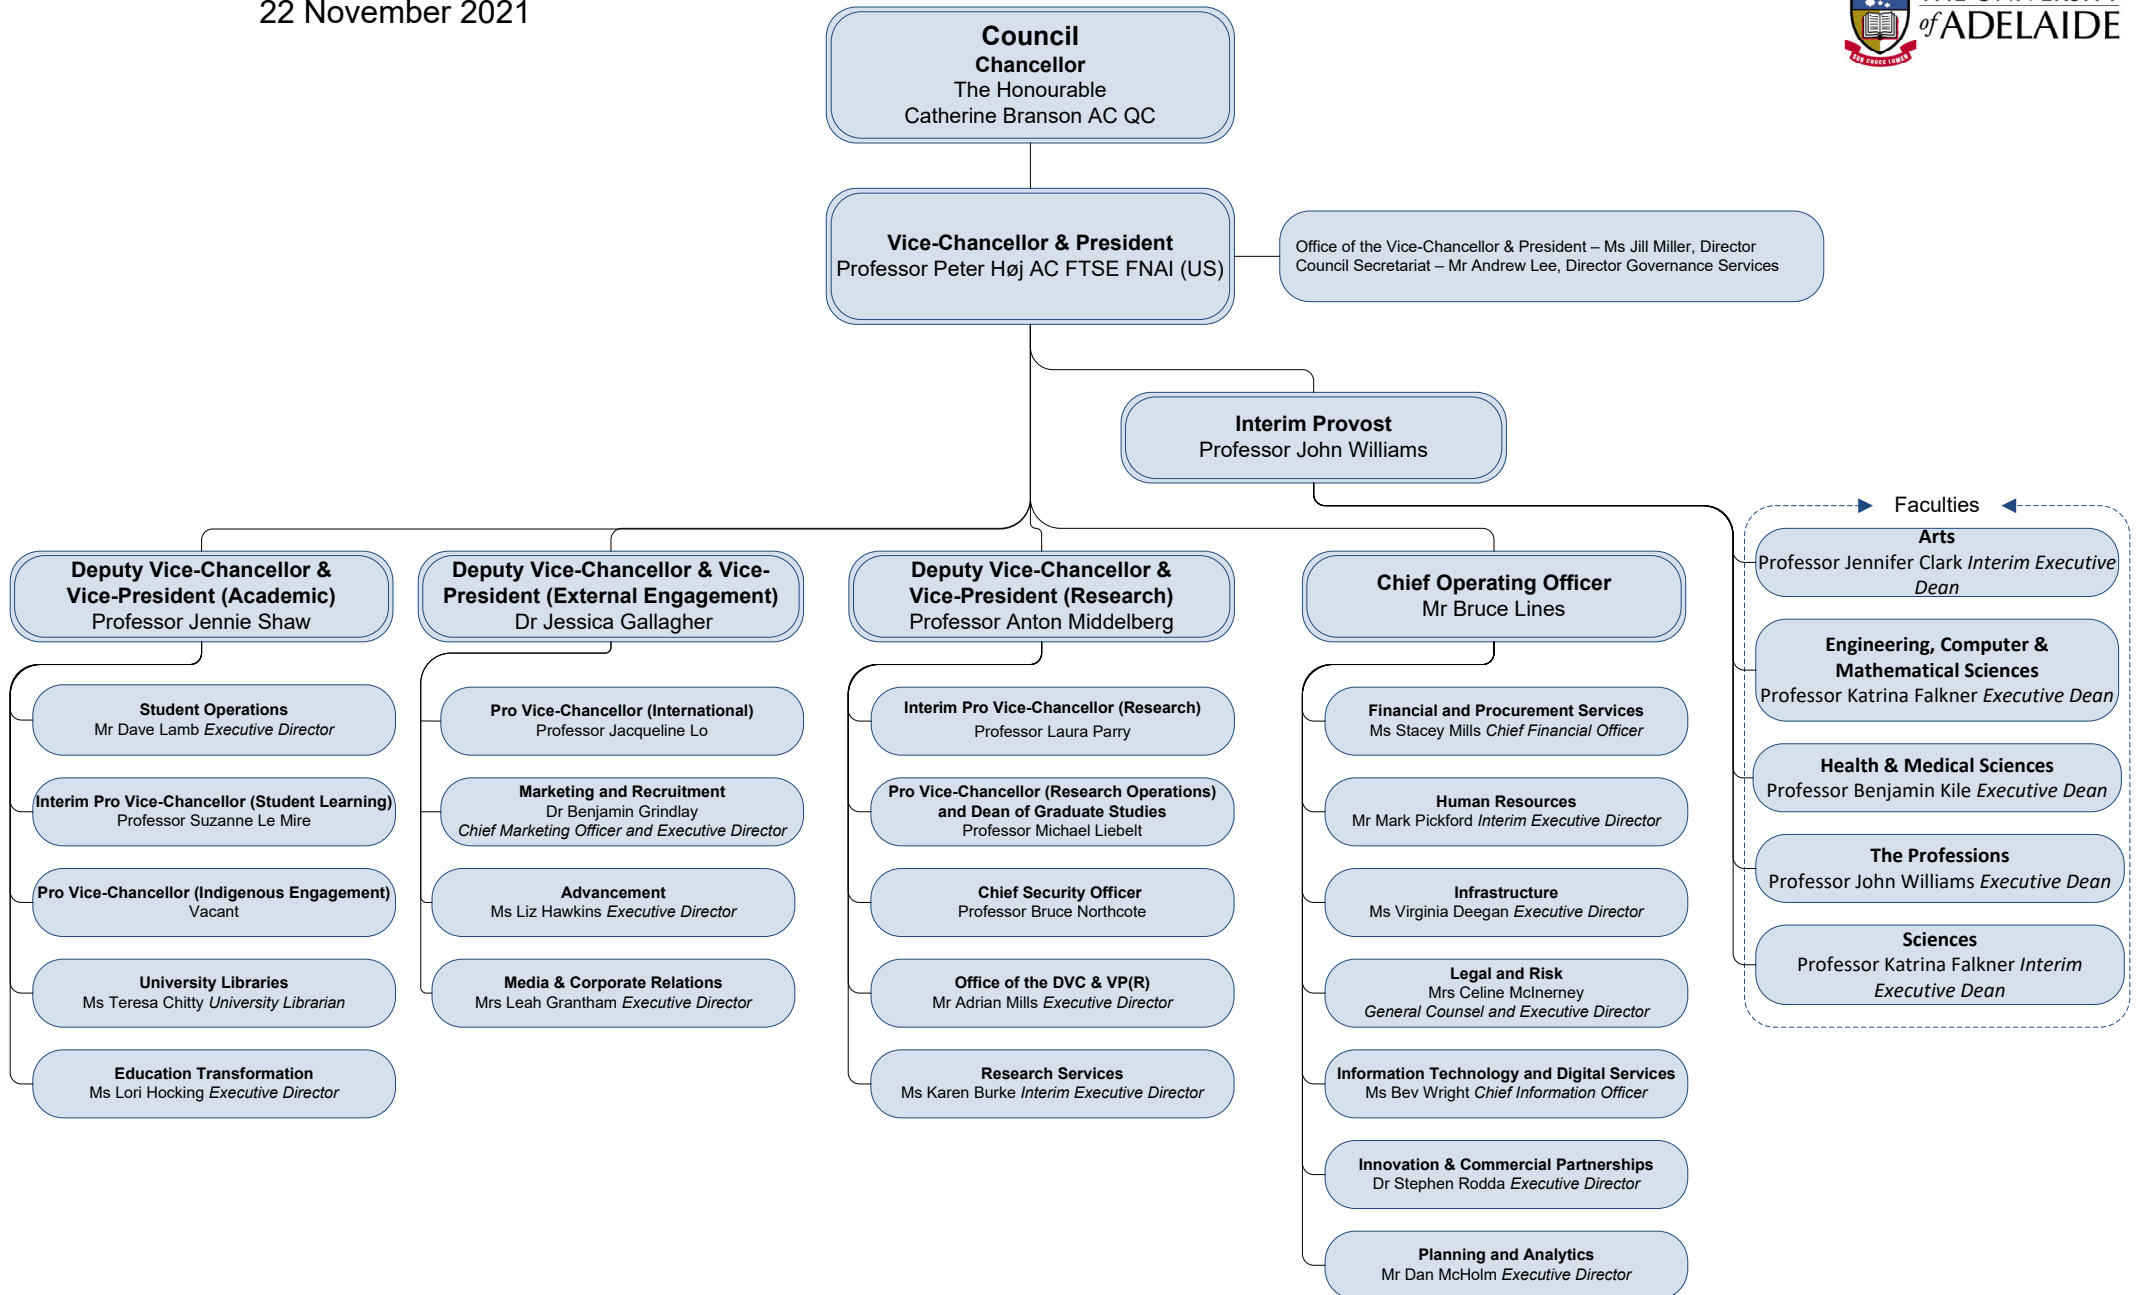 22 November 2021
of ADELAIDE
SUB CRUCE LUMEN
Council
Chancellor
The Honourable
Catherine Branson AC QC
Vice-Chancellor & President
Professor Peter Høj AC FTSE FNAI (US)
Office of the Vice-Chancellor & President – Ms Jill Miller, Director
Council Secretariat – Mr Andrew Lee, Director Governance Services
Interim Provost
Professor John Williams
Deputy Vice-Chancellor &
Vice-President (Academic)
Professor Jennie Shaw
Student Operations
Mr Dave Lamb Executive Director
Interim Pro Vice-Chancellor (Student Learning)
Professor Suzanne Le Mire
Pro Vice-Chancellor (Indigenous Engagement)
Vacant
University Libraries
Ms Teresa Chitty University Librarian
Education Transformation
Ms Lori Hocking Executive Director
Deputy Vice-Chancellor & Vice-
President (External Engagement)
Dr Jessica Gallagher
Pro Vice-Chancellor (International)
Professor Jacqueline Lo
Marketing and Recruitment
Dr Benjamin Grindlay
Chief Marketing Officer and Executive Director
Advancement
Ms Liz Hawkins Executive Director
Media & Corporate Relations
Mrs Leah Grantham Executive Director
Deputy Vice-Chancellor &
Vice-President (Research)
Professor Anton Middelberg
Interim Pro Vice-Chancellor (Research)
Professor Laura Parry
Pro Vice-Chancellor (Research Operations)
and Dean of Graduate Studies
Professor Michael Liebelt
Chief Security Officer
Professor Bruce Northcote
Office of the DVC & VP(R)
Mr Adrian Mills Executive Director
Research Services
Ms Karen Burke Interim Executive Director
Chief Operating Officer
Mr Bruce Lines
Financial and Procurement Services
Ms Stacey Mills Chief Financial Officer
Human Resources
Mr Mark Pickford Interim Executive Director
Infrastructure
Ms Virginia Deegan Executive Director
Legal and Risk
Mrs Celine McInerney
General Counsel and Executive Director
Information Technology and Digital Services
Ms Bev Wright Chief Information Officer
Innovation & Commercial Partnerships
Dr Stephen Rodda Executive Director
Planning and Analytics
Mr Dan McHolm Executive Director
Faculties
Arts
Professor Jennifer Clark Interim Executive
Dean
Engineering, Computer &
Mathematical Sciences
Professor Katrina Falkner Executive Dean
Health & Medical Sciences
Professor Benjamin Kile Executive Dean
The Professions
Professor John Williams Executive Dean
Sciences
Professor Katrina Falkner Interim
Executive Dean